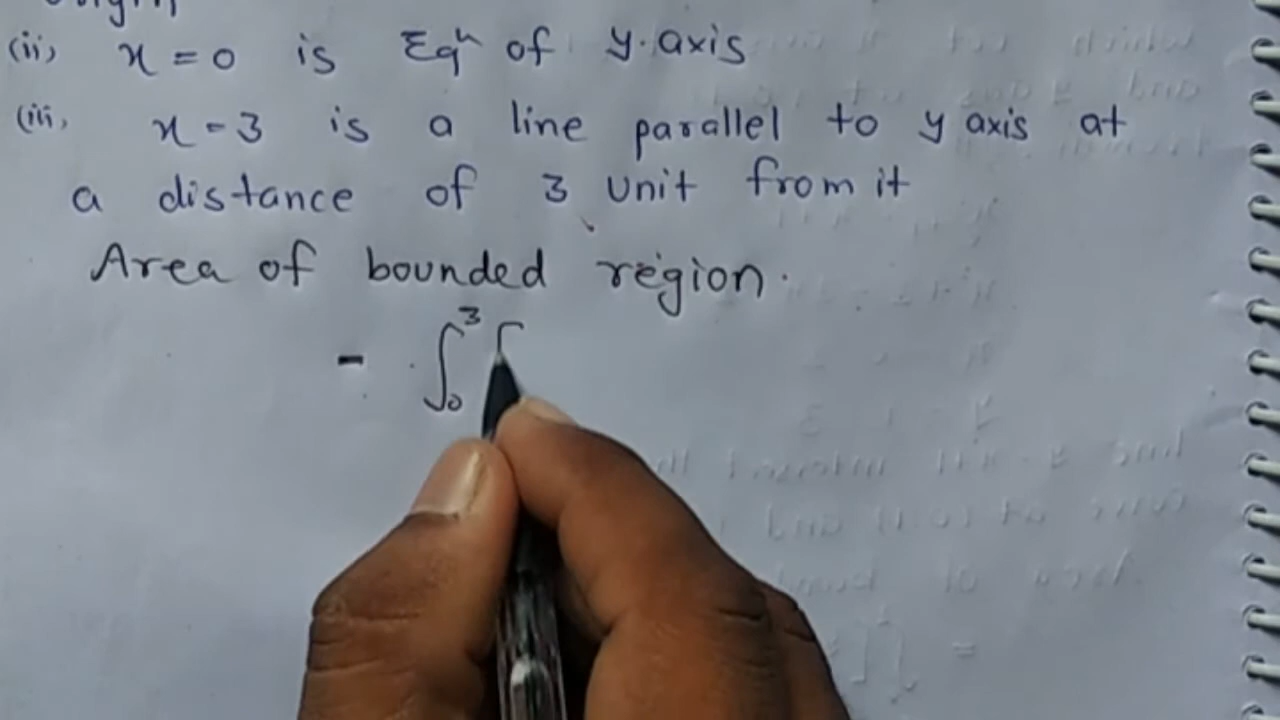 (ii) x = 0 is Eqⁿ of y.axis
(iii, x - 3 is a line parallel to y axis at
a distance of 3 unit from it
Area of bounded region.
- ∫₀³ [